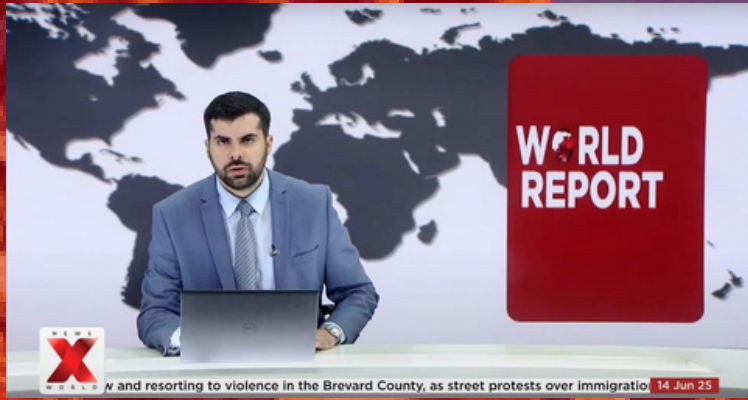 W RLD
REPORT
NEWS
X
WORLD
w and resorting to violence in the Brevard County, as street protests over immigratio
14 Jun 25